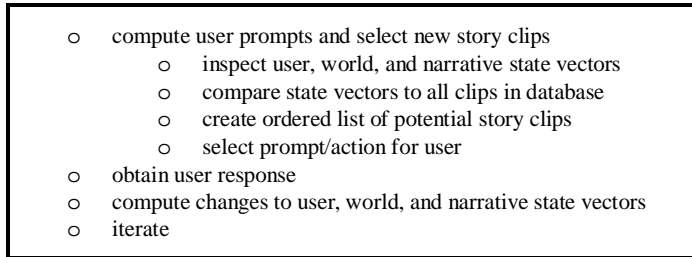 o compute user prompts and select new story clips
o inspect user, world, and narrative state vectors
o compare state vectors to all clips in database
o create ordered list of potential story clips
o select prompt/action for user
o obtain user response
o compute changes to user, world, and narrative state vectors
o iterate